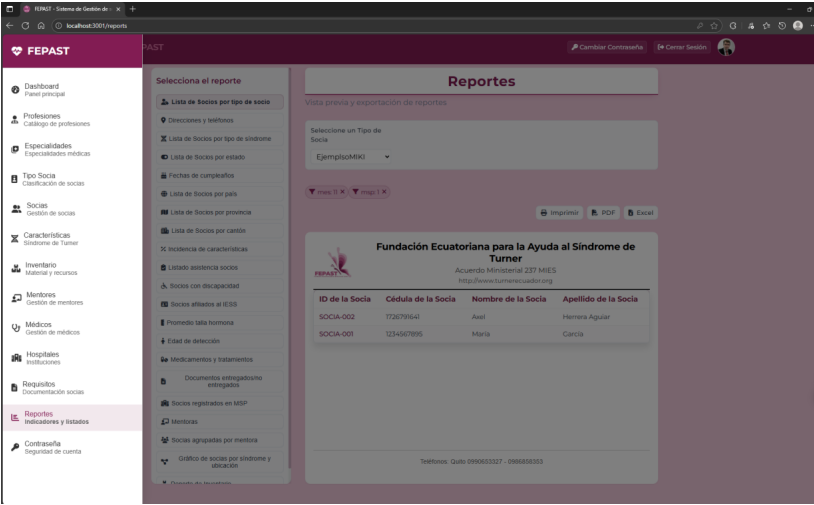 FEPAST - Sistema de Gestión de
localhost:3001/reports
FEPAST
PAST
Cambiar Contraseña
Cerrar Sesión
Dashboard
Panel principal
Profesiones
Catálogo de profesiones
Especialidades
Especialidades médicas
Tipo Socia
Clasificación de socias
Socias
Gestión de socias
Características
Síndrome de Turner
Inventario
Material y recursos
Mentores
Gestión de mentores
Médicos
Gestión de médicos
Hospitales
Instituciones
Requisitos
Documentación socias
Reportes
Indicadores y listados
Contraseña
Seguridad de cuenta
Selecciona el reporte
Lista de Socios por tipo de socio
Direcciones y teléfonos
Lista de Socios por tipo de síndrome
Lista de Socios por estado
Fechas de cumpleaños
Lista de Socios por país
Lista de Socios por provincia
Lista de Socios por cantón
Incidencia de características
Listado asistencia socios
Socios con discapacidad
Socios afiliados al IESS
Promedio talla hormona
Edad de detección
Medicamentos y tratamientos
Documentos entregados/no
entregados
Socios registrados en MSP
Mentoras
Socias agrupadas por mentora
Gráfico de socias por síndrome y
ubicación
Reporte de Inventario
Reportes
Vista previa y exportación de reportes
Seleccione un Tipo de
Socia
EjemplsoMIKI
mes: 11 X
msp: 1 X
Imprimir
PDF
Excel
FEPAST
Fundación Ecuatoriana para la Ayuda al Síndrome de
Turner
Acuerdo Ministerial 237 MIES
http://www.turnerecuador.org
ID de la Socia Cédula de la Socia Nombre de la Socia Apellido de la Socia
SOCIA-002 1726791641 Axel Herrera Aguiar
SOCIA-001 1234567895 María García
Teléfonos: Quito 0990653327 - 0986858353